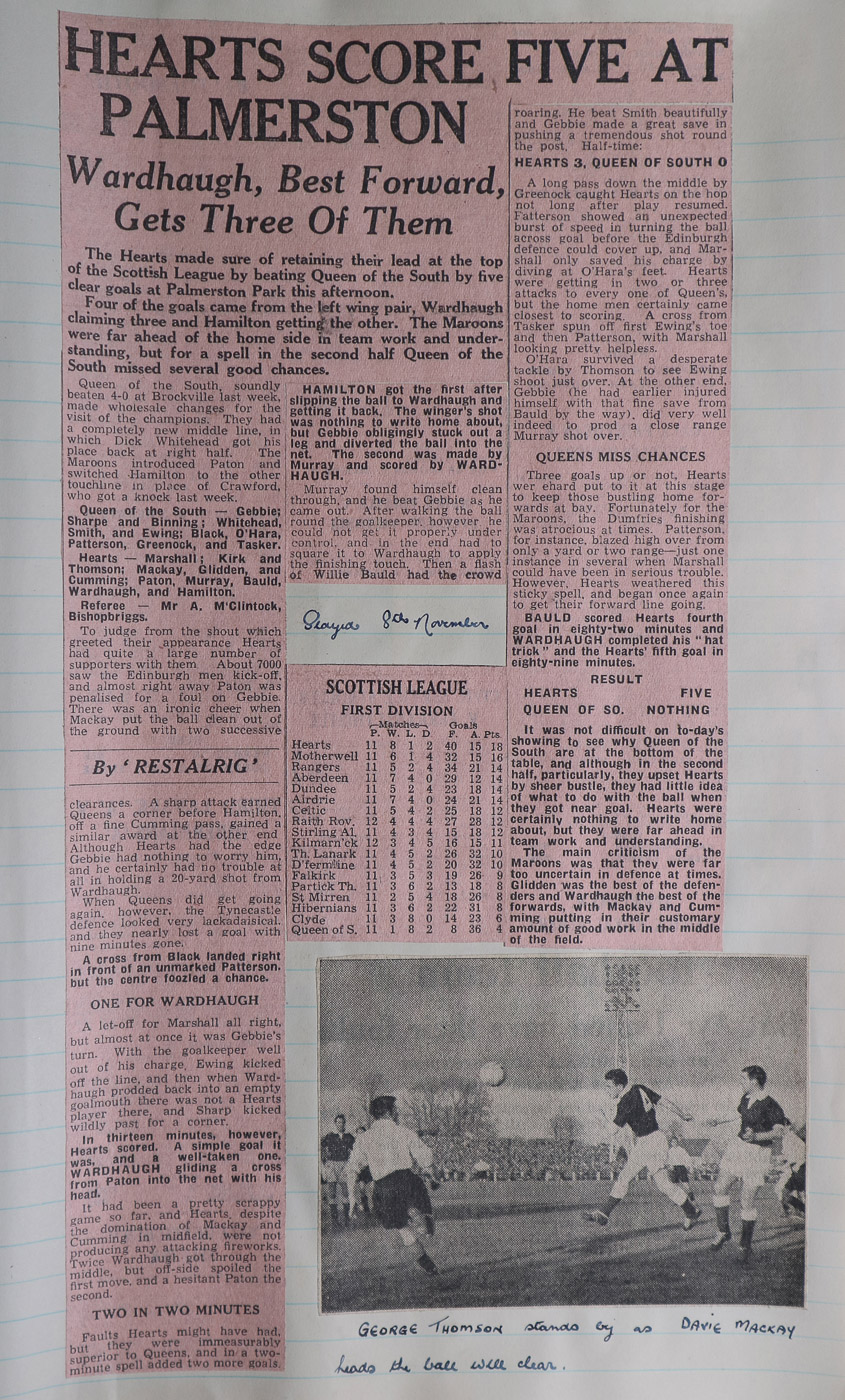 HEARTS SCORE FIVE AT
PALMERSTON
Wardhaugh, Best Forward,
Gets Three Of Them
The Hearts made sure of retaining their lead at the top
of the Scottish League by beating Queen of the South by five
clear goals at Palmerston Park this afternoon.
Four of the goals came from the left wing pair, Wardhaugh
claiming three and Hamilton getting the other. The Maroons
were far ahead of the home side in team work and under-
standing, but for a spell in the second half Queen of the
South missed several good chances.
Queen of the South, soundly
beaten 4-0 at Brockville last week,
made wholesale changes for the
visit of the champions. They had
a completely new middle line, in
which Dick Whitehead got his
place back at right half. The
Maroons introduced Paton and
switched Hamilton to the other
touchline in place of Crawford,
who got a knock last week.
Queen of the South — Gebbie;
Sharpe and Binning; Whitehead,
Smith, and Ewing; Black, O'Hara,
Patterson, Greenock, and Tasker.
Hearts — Marshall; Kirk and
Thomson; Mackay, Glidden, and
Cumming; Paton, Murray, Bauld,
Wardhaugh, and Hamilton.
Referee — Mr A. M'Clintock,
Bishopbriggs.
To judge from the shout which
greeted their appearance Hearts
had quite a large number of
supporters with them About 7000
saw the Edinburgh men kick-off,
and almost right away Paton was
penalised for a foul on Gebbie.
There was an ironic cheer when
Mackay put the ball clean out of
the ground with two successive
By 'RESTALRIG'
clearances. A sharp attack earned
Queens a corner before Hamilton,
off a fine Cumming pass, gained a
similar award at the other end
Although Hearts had the edge
Gebbie had nothing to worry him,
and he certainly had no trouble at
all in holding a 20-yard shot from
Wardhaugh.
When Queens did get going
again, however, the Tynecastle
defence looked very lackadaisical,
and they nearly lost a goal with
nine minutes gone.
A cross from Black landed right
in front of an unmarked Patterson,
but the centre foozled a chance.
ONE FOR WARDHAUGH
A let-off for Marshall all right,
but almost at once it was Gebbie's
turn. With the goalkeeper well
out of his charge, Ewing kicked
off the line, and then when Ward-
haugh prodded back into an empty
goalmouth there was not a Hearts
player there, and Sharp kicked
wildly past for a corner.
In thirteen minutes, however,
Hearts scored. A simple goal it
was, and a well-taken one,
WARDHAUGH gliding a cross
from Paton into the net with his
head.
It had been a pretty scrappy
game so far, and Hearts, despite
the domination of Mackay and
Cumming in midfield, were not
producing any attacking fireworks.
Twice Wardhaugh got through the
middle, but off-side spoiled the
first move, and a hesitant Paton the
second.
TWO IN TWO MINUTES
Faults Hearts might have had,
but they were immeasurably
superior to Queens, and in a two-
minute spell added two more goals.
HAMILTON got the first after
slipping the ball to Wardhaugh and
getting it back. The winger's shot
was nothing to write home about,
but Gebbie obligingly stuck out a
leg and diverted the ball into the
net. The second was made by
Murray and scored by WARD-
HAUGH.
Murray found himself clean
through, and he beat Gebbie as he
came out. After walking the ball
round the goalkeeper, however he
could not get it properly under
control, and in the end had to
square it to Wardhaugh to apply
the finishing touch. Then a flash
of Willie Bauld had the crowd
Played 8th November
SCOTTISH LEAGUE
FIRST DIVISION
Matches Goals
P. W. L. D. F. A. Pts.
Hearts 11 8 1 2 40 15 18
Motherwell 11 6 1 4 32 15 16
Rangers 11 5 2 4 34 21 14
Aberdeen 11 7 4 0 29 12 14
Dundee 11 5 2 4 23 18 14
Airdrie 11 7 4 0 24 21 14
Celtic 11 5 4 2 25 18 12
Raith Rov. 12 4 4 4 27 28 12
Stirling Al. 11 4 3 4 15 18 12
Kilmarn'ck 12 3 4 5 16 15 11
Th. Lanark 11 4 5 2 26 32 10
D'fermline 11 4 5 2 20 32 10
Falkirk 11 3 5 3 19 26 9
Partick Th. 11 3 6 2 13 18 8
St Mirren 11 2 5 4 18 26 8
Hibernians 11 3 6 2 22 31 8
Clyde 11 3 8 0 14 23 6
Queen of S. 11 1 8 2 8 36 4
roaring. He beat Smith beautifully
and Gebbie made a great save in
pushing a tremendous shot round
the post. Half-time:
HEARTS 3, QUEEN OF SOUTH 0
A long pass down the middle by
Greenock caught Hearts on the hop
not long after play resumed.
Fatterson showed an unexpected
burst of speed in turning the ball
across goal before the Edinburgh
defence could cover up, and Mar-
shall only saved his charge by
diving at O'Hara's feet. Hearts
were getting in two or three
attacks to every one of Queen's,
but the home men certainly came
closest to scoring. A cross from
Tasker spun off first Ewing's toe
and then Patterson, with Marshall
looking pretty helpless.
O'Hara survived a desperate
tackle by Thomson to see Ewing
shoot just over. At the other end,
Gebbie (he had earlier injured
himself with that fine save from
Bauld by the way), did very well
indeed to prod a close range
Murray shot over.
QUEENS MISS CHANCES
Three goals up or not, Hearts
wer ehard put to it at this stage
to keep those bustling home for-
wards at bay. Fortunately for the
Maroons, the Dumfries finishing
was atrocious at times. Patterson,
for instance, blazed high over from
only a yard or two range—just one
instance in several when Marshall
could have been in serious trouble.
However, Hearts weathered this
sticky spell, and began once again
to get their forward line going.
BAULD scored Hearts fourth
goal in eighty-two minutes and
WARDHAUGH completed his "hat
trick" and the Hearts' fifth goal in
eighty-nine minutes.
RESULT
HEARTS FIVE
QUEEN OF SO. NOTHING
It was not difficult on to-day's
showing to see why Queen of the
South are at the bottom of the
table, and although in the second
half, particularly, they upset Hearts
by sheer bustle, they had little idea
of what to do with the ball when
they got near goal. Hearts were
certainly nothing to write home
about, but they were far ahead in
team work and understanding.
The main criticism of the
Maroons was that they were far
too uncertain in defence at times.
Glidden was the best of the defen-
ders and Wardhaugh the best of the
forwards, with Mackay and Cum-
ming putting in their customary
amount of good work in the middle
of the field.
GEORGE THOMSON stands by as DAVIE MACKAY
heads the ball well clear.